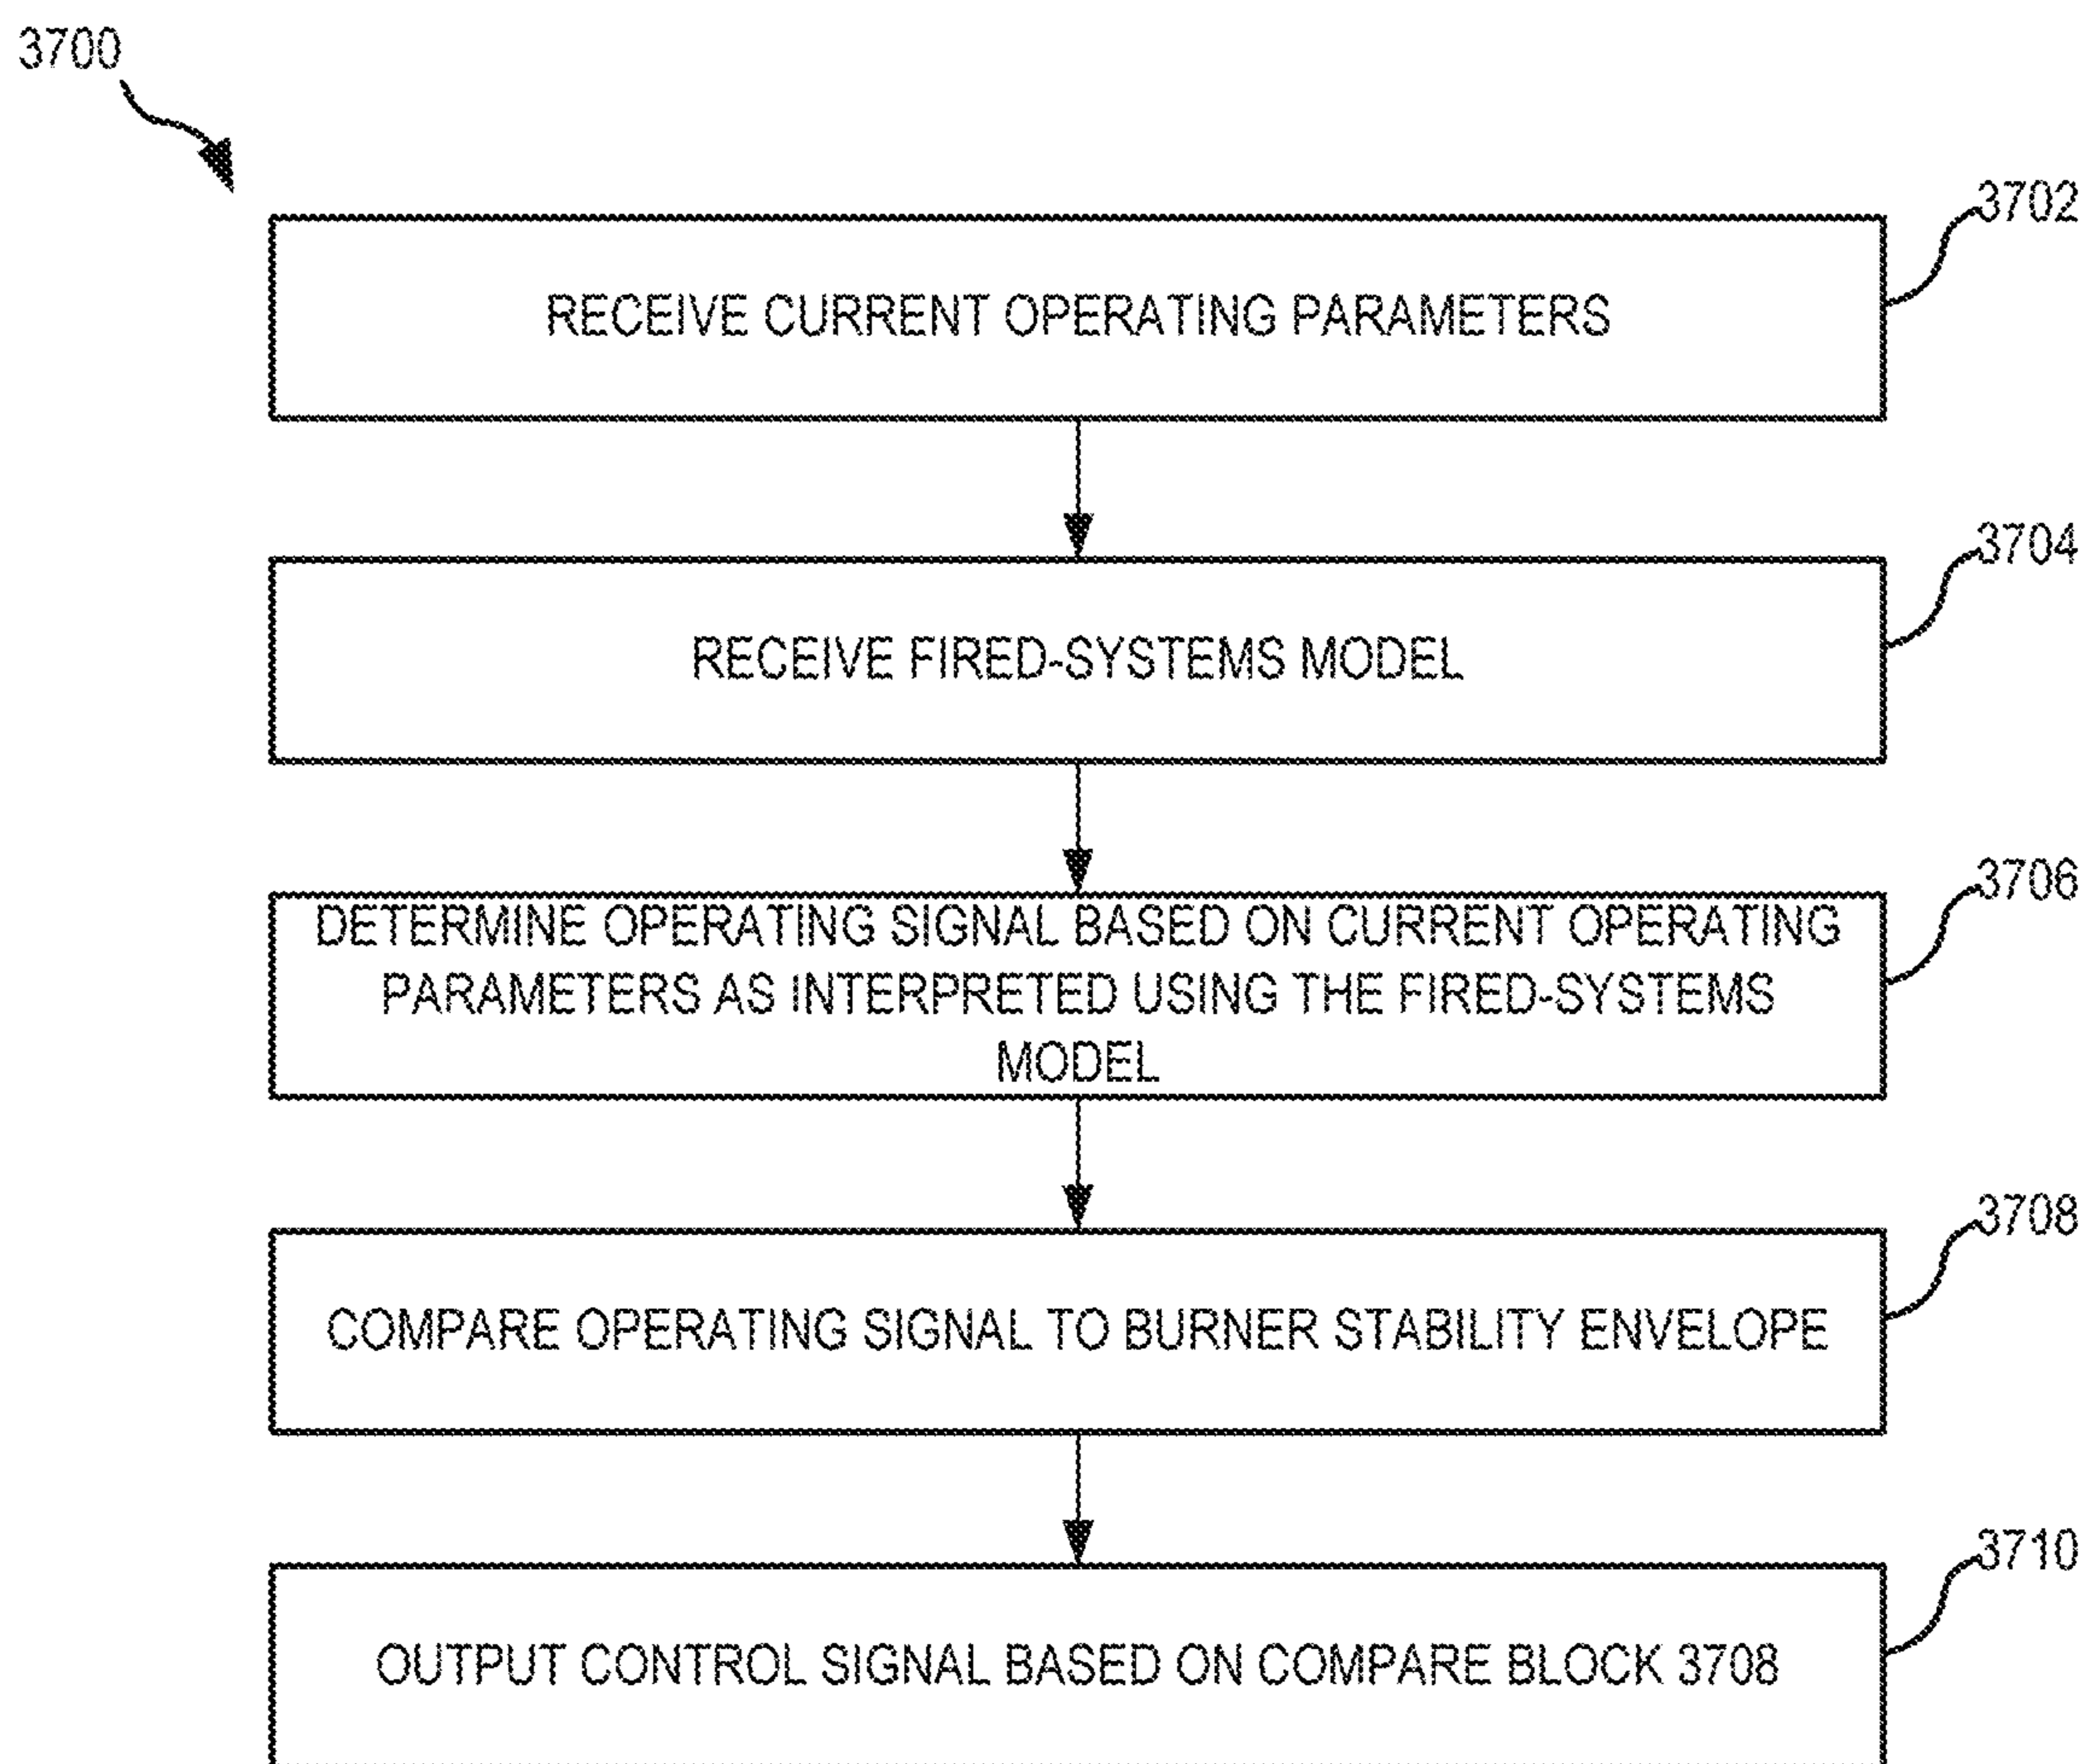 3700
3702
RECEIVE CURRENT OPERATING PARAMETERS
3704
RECEIVE FIRED-SYSTEMS MODEL
3706
DETERMINE OPERATING SIGNAL BASED ON CURRENT OPERATING
PARAMETERS AS INTERPRETED USING THE FIRED-SYSTEMS
MODEL
3708
COMPARE OPERATING SIGNAL TO BURNER STABILITY ENVELOPE
3710
OUTPUT CONTROL SIGNAL BASED ON COMPARE BLOCK 3708